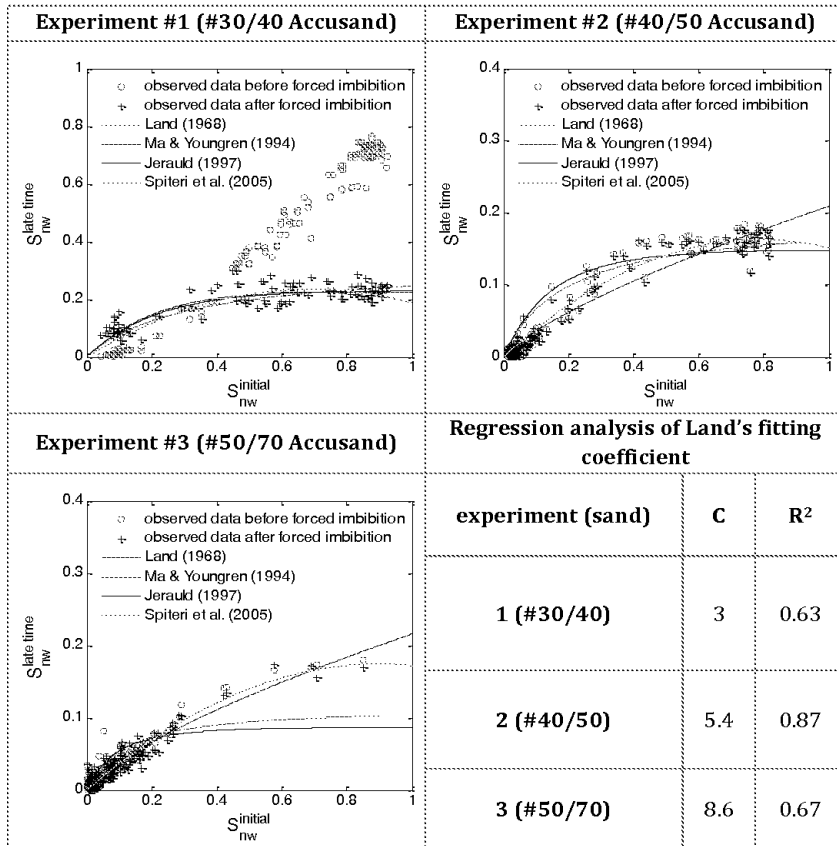 Experiment #1 (#30/40 Accusand)
1
0.8
0.6
0.4
0.2
0
S_nw^late time
observed data before forced imbibition
observed data after forced imbibition
Land (1968)
Ma & Youngren (1994)
Jerauld (1997)
Spiteri et al. (2005)
0 0.2 0.4 0.6 0.8 1
S_nw^initial
Experiment #2 (#40/50 Accusand)
0.4
0.3
0.2
0.1
0
S_nw^late time
observed data before forced imbibition
observed data after forced imbibition
Land (1968)
Ma & Youngren (1994)
Jerauld (1997)
Spiteri et al. (2005)
0 0.2 0.4 0.6 0.8 1
S_nw^initial
Experiment #3 (#50/70 Accusand)
0.4
0.3
0.2
0.1
0
S_nw^late time
observed data before forced imbibition
observed data after forced imbibition
Land (1968)
Ma & Youngren (1994)
Jerauld (1997)
Spiteri et al. (2005)
0 0.2 0.4 0.6 0.8 1
S_nw^initial
Regression analysis of Land's fitting
coefficient
experiment (sand) C R²
1 (#30/40) 3 0.63
2 (#40/50) 5.4 0.87
3 (#50/70) 8.6 0.67